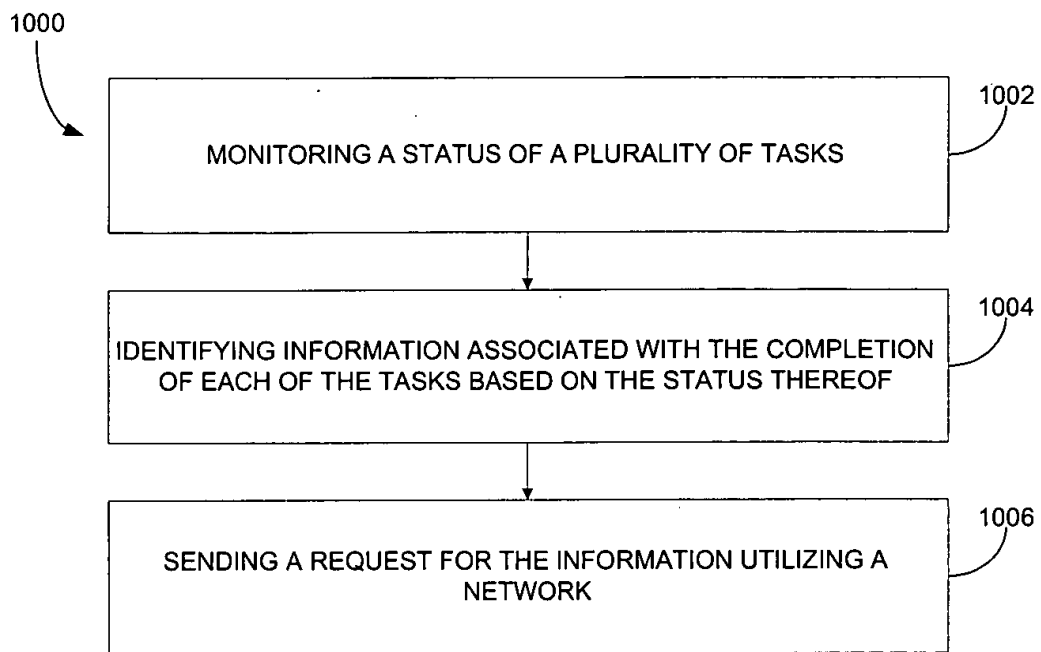 1000
1002
MONITORING A STATUS OF A PLURALITY OF TASKS
1004
IDENTIFYING INFORMATION ASSOCIATED WITH THE COMPLETION
OF EACH OF THE TASKS BASED ON THE STATUS THEREOF
1006
SENDING A REQUEST FOR THE INFORMATION UTILIZING A
NETWORK